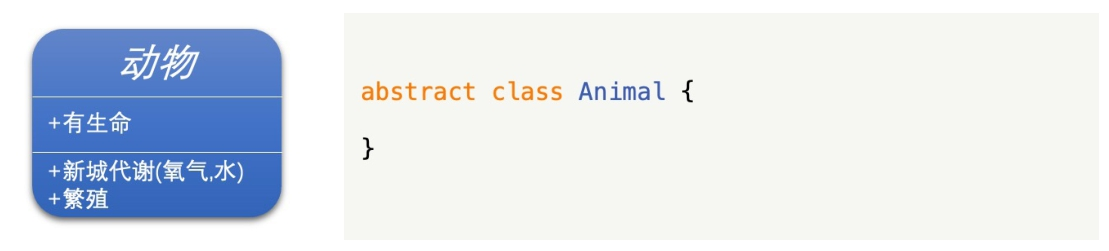 动物
+有生命
+新城代谢(氧气,水)
+繁殖
abstract class Animal {
}